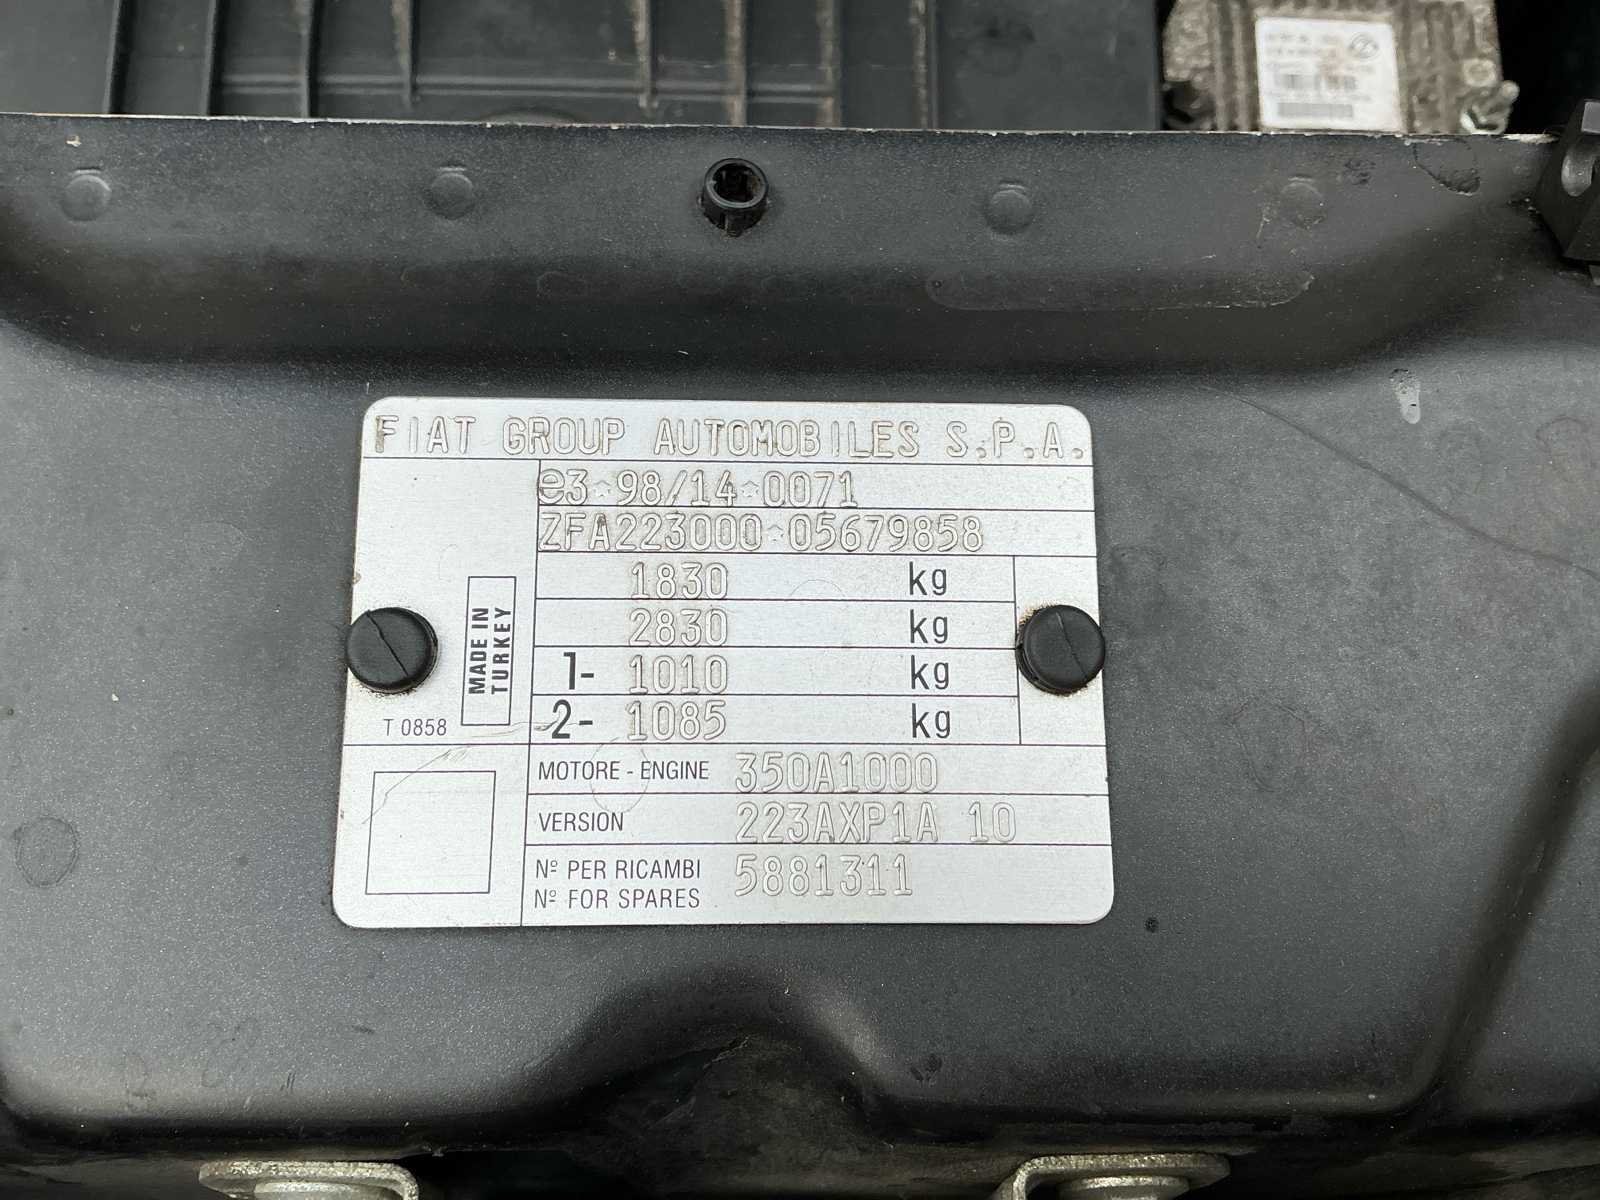 FIAT GROUP AUTOMOBILES S.P.A.
e3*98/14*0071
ZFA223000*05679858
1830 kg
2830 kg
1- 1010 kg
2- 1085 kg
MADE IN
TURKEY
T 0858
MOTORE - ENGINE 350A1000
VERSION 223AXP1A 10
Nº PER RICAMBI
Nº FOR SPARES 5881311